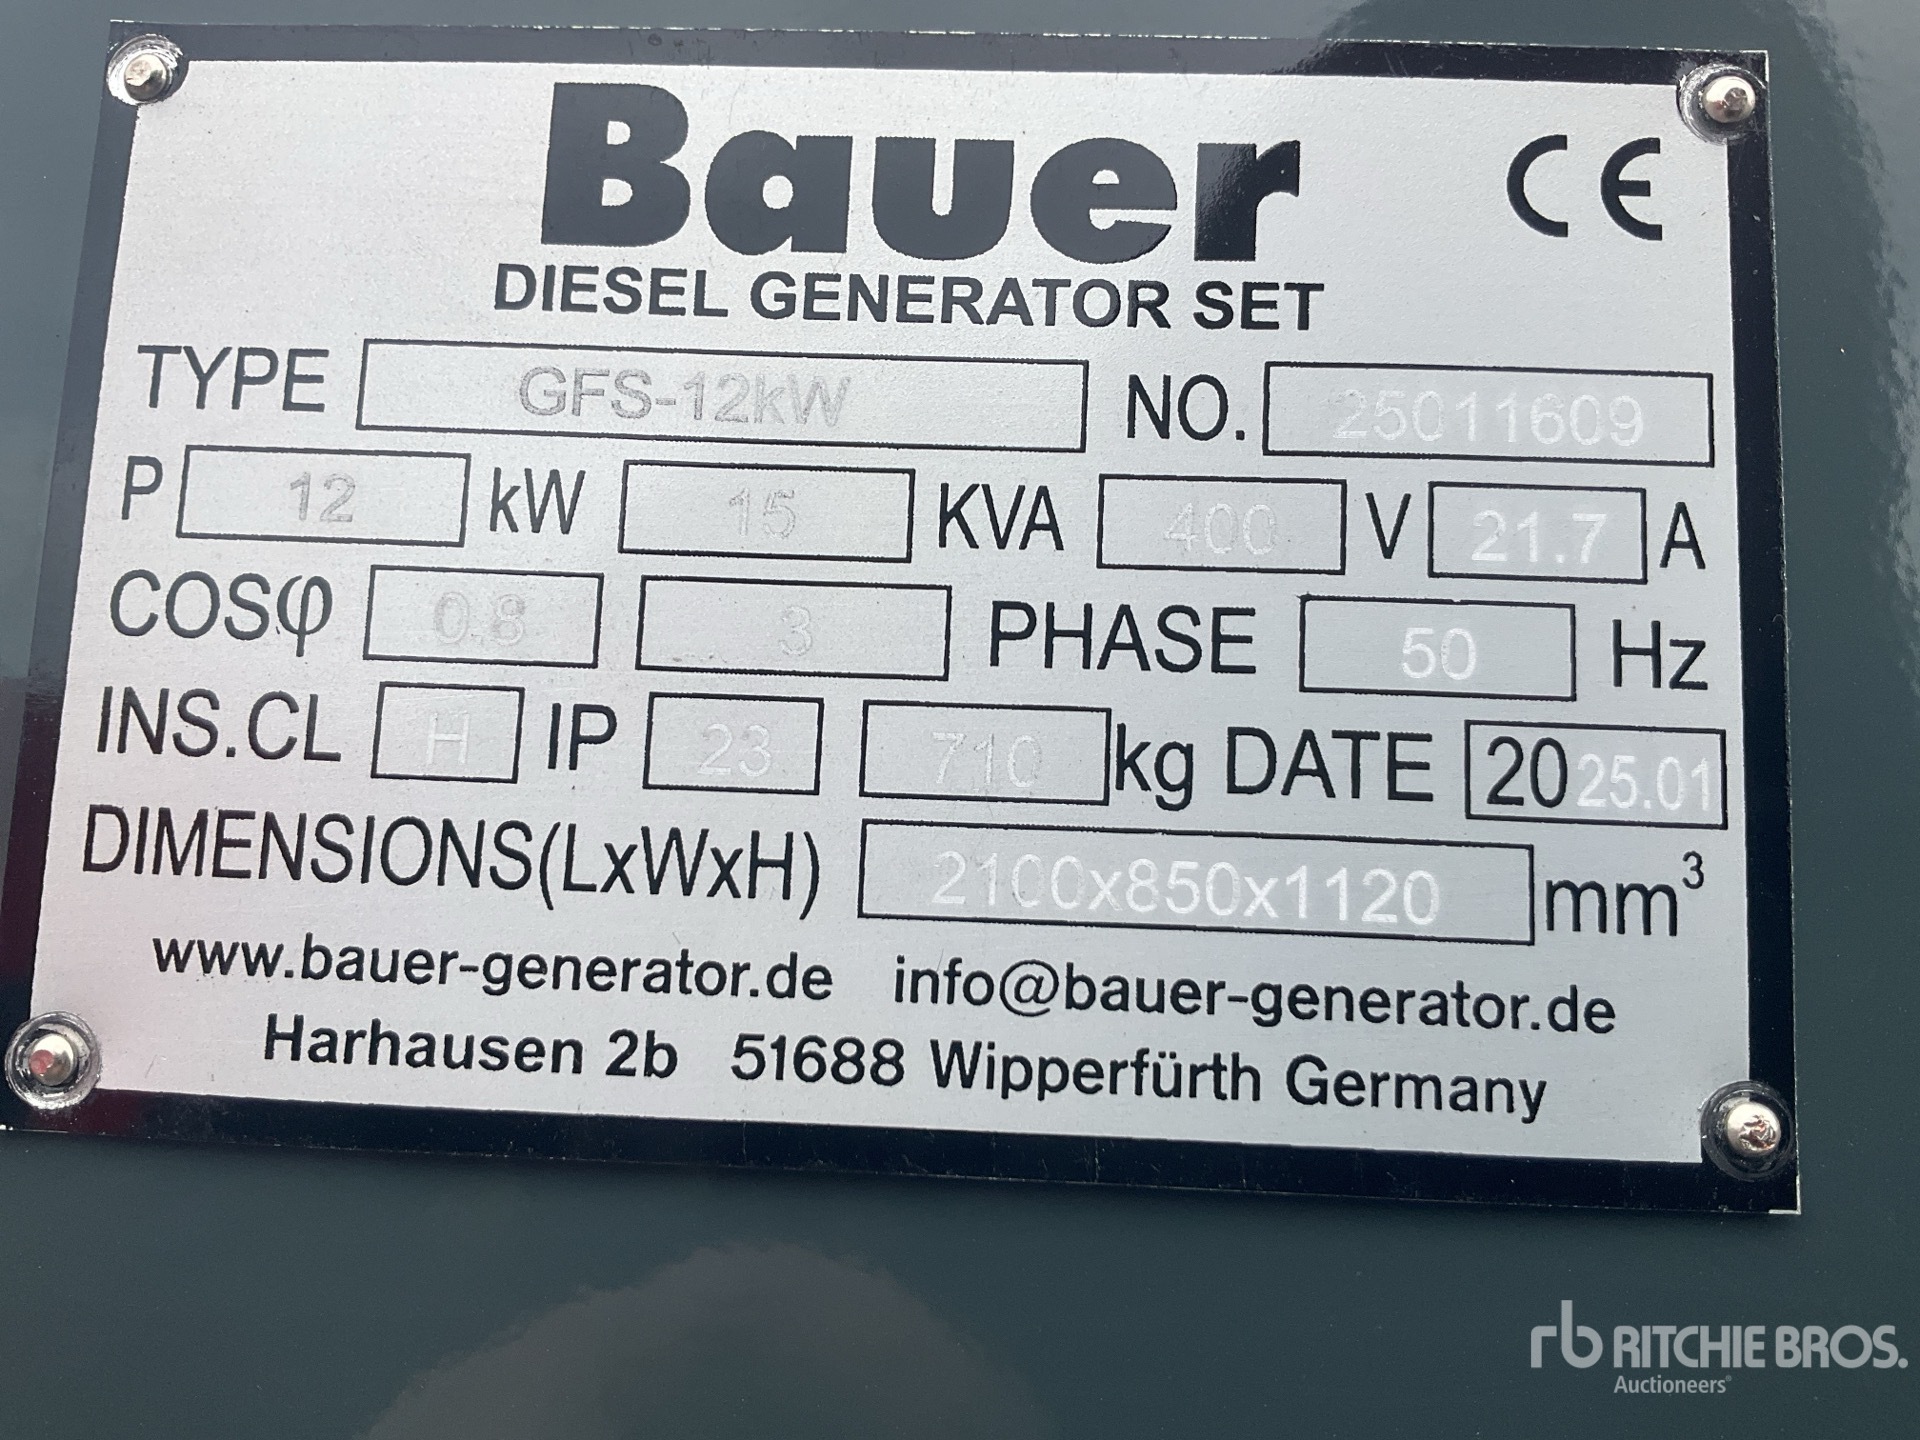 Bauer CE
DIESEL GENERATOR SET
TYPE GFS-12kW NO. 25011609
P 12 kW 15 KVA 400 V 21.7 A
COSφ 0.8 3 PHASE 50 Hz
INS.CL H IP 23 710 kg DATE 2025.01
DIMENSIONS(LxWxH) 2100x850x1120 mm³
www.bauer-generator.de info@bauer-generator.de
Harhausen 2b 51688 Wipperfürth Germany
rb RITCHIE BROS.
Auctioneers®